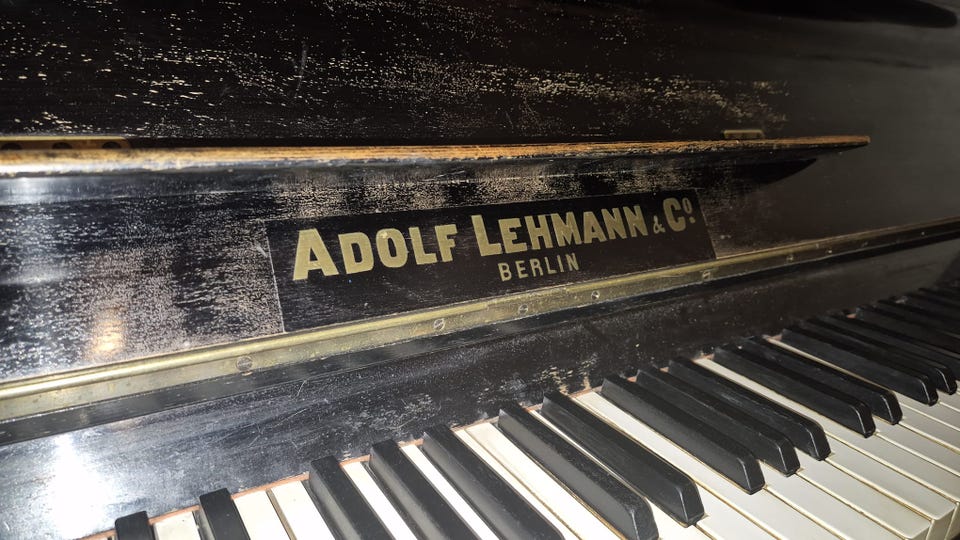 ADOLF LEHMANN & Cº
BERLIN